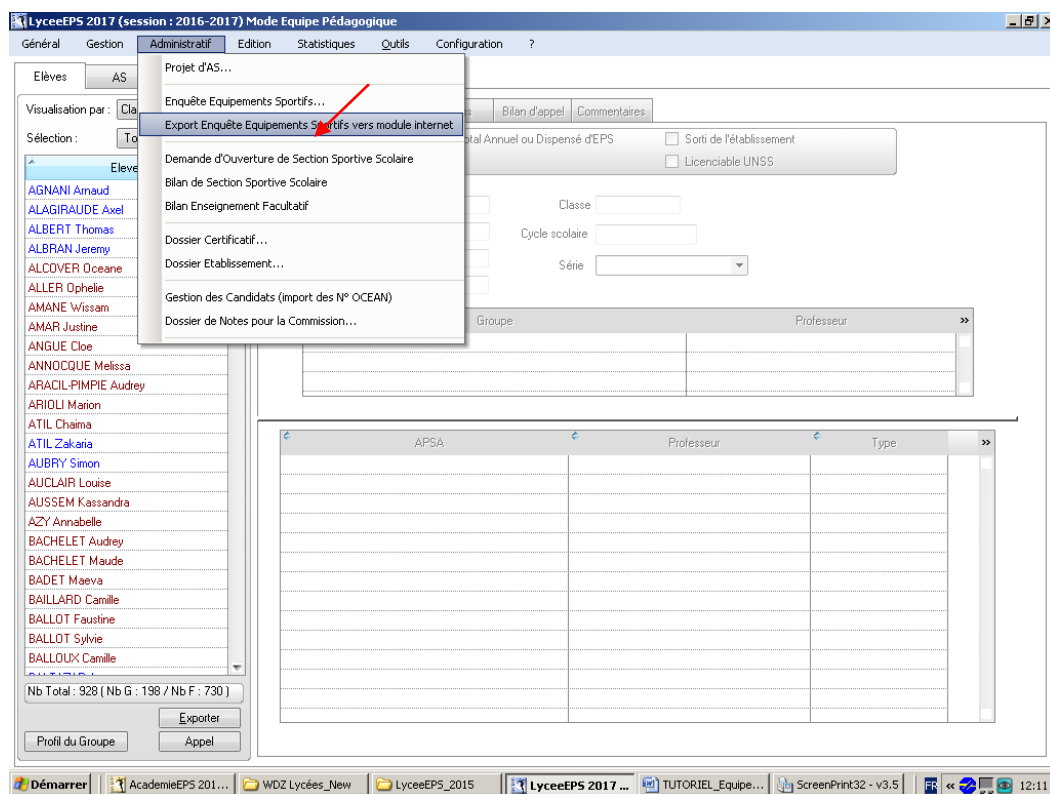 LyceeEPS 2017 (session : 2016-2017) Mode Equipe Pédagogique
Général Gestion Administratif Edition Statistiques Outils Configuration ?
Elèves AS
Projet d'AS...
Visualisation par : Cla
Enquête Equipements Sportifs...
Bilan d'appel Commentaires
Sélection : To
Export Enquête Equipements Sportifs vers module internet
otal Annuel ou Dispensé d'EPS
Sorti de l'établissement
Licenciable UNSS
Demande d'Ouverture de Section Sportive Scolaire
Bilan de Section Sportive Scolaire
Bilan Enseignement Facultatif
Dossier Certificatif...
Dossier Etablissement...
Gestion des Candidats (import des N° OCEAN)
Dossier de Notes pour la Commission...
Classe
Cycle scolaire
Série
Groupe Professeur »
APSA Professeur Type »
Eleve
AGNANI Arnaud
ALAGIRAUDE Axel
ALBERT Thomas
ALBRAN Jeremy
ALCOVER Oceane
ALLER Ophelie
AMANE Wissam
AMAR Justine
ANGUE Cloe
ANNOCQUE Melissa
ARACIL-PIMPIE Audrey
ARIOLI Marion
ATIL Chaima
ATIL Zakaria
AUBRY Simon
AUCLAIR Louise
AUSSEM Kassandra
AZY Annabelle
BACHELET Audrey
BACHELET Maude
BADET Maeva
BAILLARD Camille
BALLOT Faustine
BALLOT Sylvie
BALLOUX Camille
Nb Total : 928 ( Nb G : 198 / Nb F : 730 )
Exporter
Profil du Groupe Appel
Démarrer AcademieEPS 201... WDZ Lycées_New LyceeEPS_2015 LyceeEPS 2017 ... TUTORIEL_Equipe... ScreenPrint32 - v3.5 FR « 12:11